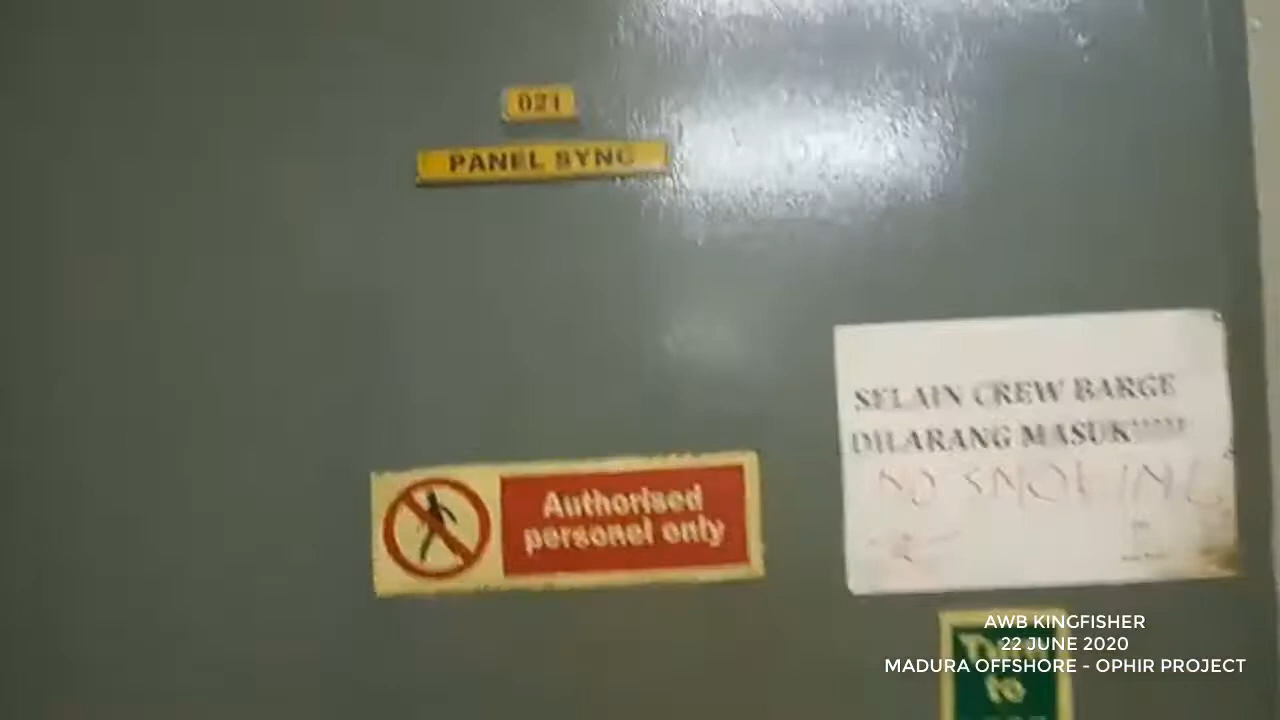 021
PANEL SYNC
SELAIN CREW BARGE
DILARANG MASUK!!!!!
NO SMOKING
Authorised
personel only
to
AWB KINGFISHER
22 JUNE 2020
MADURA OFFSHORE - OPHIR PROJECT